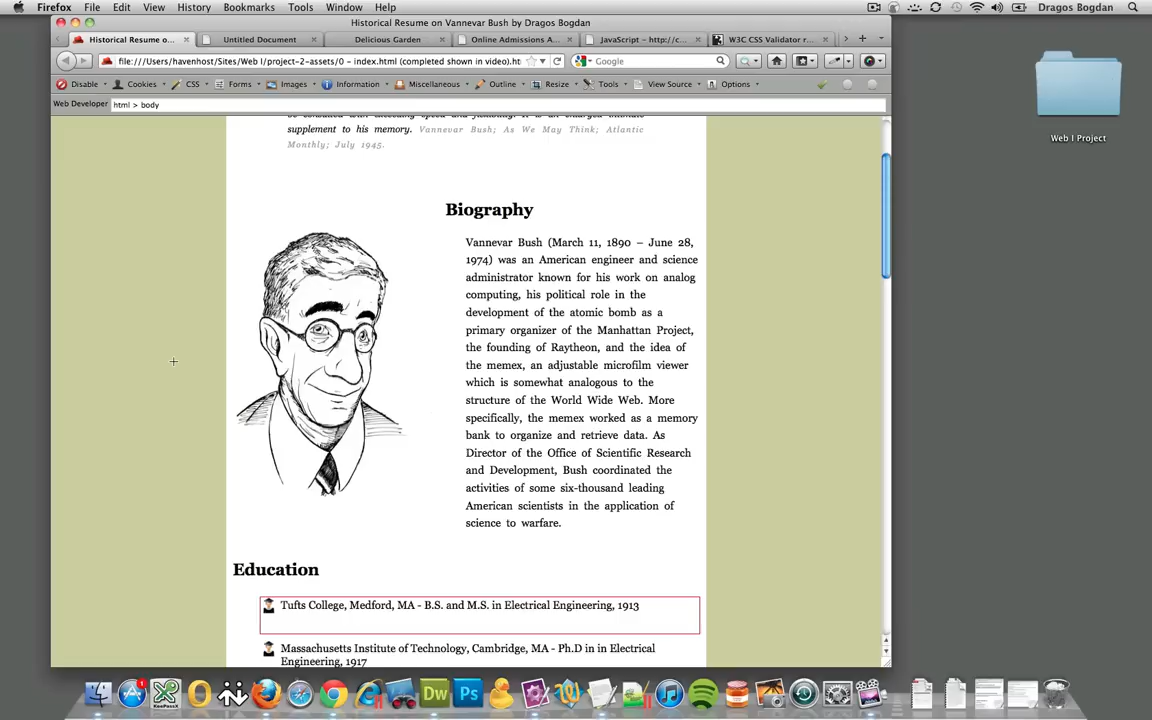 Firefox File Edit View History Bookmarks Tools Window Help Dragos Bogdan
Historical Resume on Vannevar Bush by Dragos Bogdan
Historical Resume o... Untitled Document Delicious Garden Online Admissions A... JavaScript - http://c... W3C CSS Validator r...
file:///Users/havenhost/Sites/Web I/project-2-assets/0 - index.html (completed shown in video).ht Google
Disable Cookies CSS Forms Images Information Miscellaneous Outline Resize Tools View Source Options
Web Developer html > body
supplement to his memory. Vannevar Bush; As We May Think; Atlantic
Monthly; July 1945.
Biography
Vannevar Bush (March 11, 1890 – June 28,
1974) was an American engineer and science
administrator known for his work on analog
computing, his political role in the
development of the atomic bomb as a
primary organizer of the Manhattan Project,
the founding of Raytheon, and the idea of
the memex, an adjustable microfilm viewer
which is somewhat analogous to the
structure of the World Wide Web. More
specifically, the memex worked as a memory
bank to organize and retrieve data. As
Director of the Office of Scientific Research
and Development, Bush coordinated the
activities of some six-thousand leading
American scientists in the application of
science to warfare.
Education
Tufts College, Medford, MA - B.S. and M.S. in Electrical Engineering, 1913
Massachusetts Institute of Technology, Cambridge, MA - Ph.D in in Electrical
Engineering, 1917
Web I Project
KeePassX
Dw Ps
1